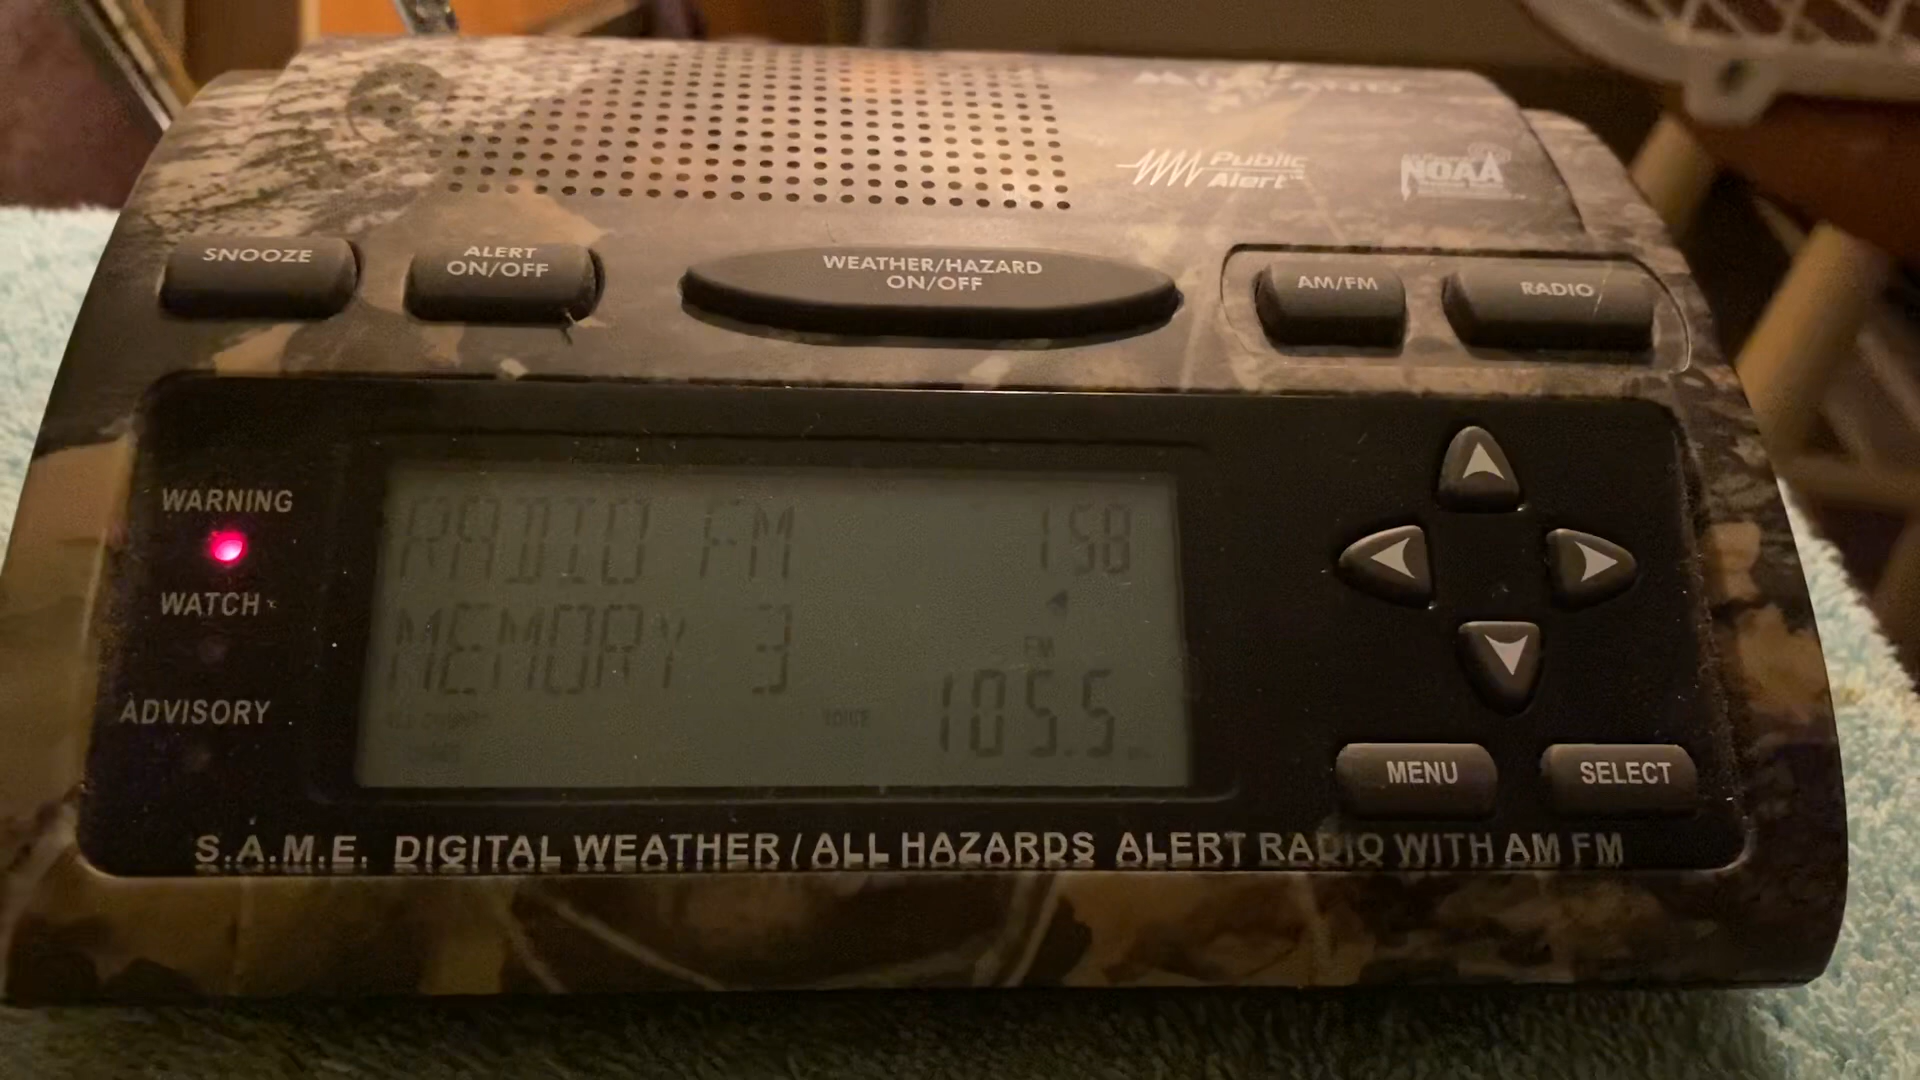 Public
Alert
NOAA
SNOOZE
ALERT
ON/OFF
WEATHER/HAZARD
ON/OFF
AM/FM
RADIO
WARNING
RADIO FM 158
WATCH
MEMORY 3
FM
ADVISORY
VOICE
105.5
MENU
SELECT
S.A.M.E. DIGITAL WEATHER / ALL HAZARDS ALERT RADIO WITH AM FM